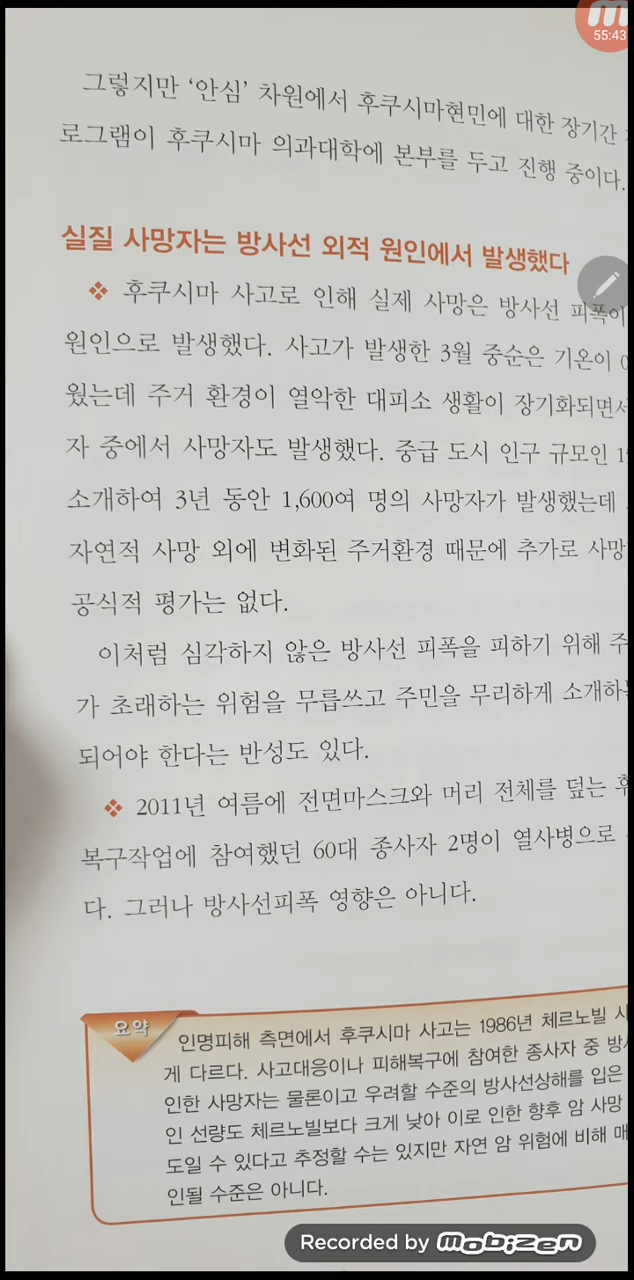 55:43
그렇지만 ‘안심’ 차원에서 후쿠시마현민에 대한 장기간
로그램이 후쿠시마 의과대학에 본부를 두고 진행 중이다.
실질 사망자는 방사선 외적 원인에서 발생했다
❖ 후쿠시마 사고로 인해 실제 사망은 방사선 피폭이
원인으로 발생했다. 사고가 발생한 3월 중순은 기온이
웠는데 주거 환경이 열악한 대피소 생활이 장기화되면서
자 중에서 사망자도 발생했다. 중급 도시 인구 규모인
소개하여 3년 동안 1,600여 명의 사망자가 발생했는데
자연적 사망 외에 변화된 주거환경 때문에 추가로 사망
공식적 평가는 없다.
이처럼 심각하지 않은 방사선 피폭을 피하기 위해
가 초래하는 위험을 무릅쓰고 주민을 무리하게 소개하는
되어야 한다는 반성도 있다.
❖ 2011년 여름에 전면마스크와 머리 전체를 덮는
복구작업에 참여했던 60대 종사자 2명이 열사병으로
다. 그러나 방사선피폭 영향은 아니다.
요약
인명피해 측면에서 후쿠시마 사고는 1986년 체르노빌
게 다르다. 사고대응이나 피해복구에 참여한 종사자 중
인한 사망자는 물론이고 우려할 수준의 방사선상해를 입은
인 선량도 체르노빌보다 크게 낮아 이로 인한 향후 암 사망
도일 수 있다고 추정할 수는 있지만 자연 암 위험에 비해
인될 수준은 아니다.
Recorded by mobizen